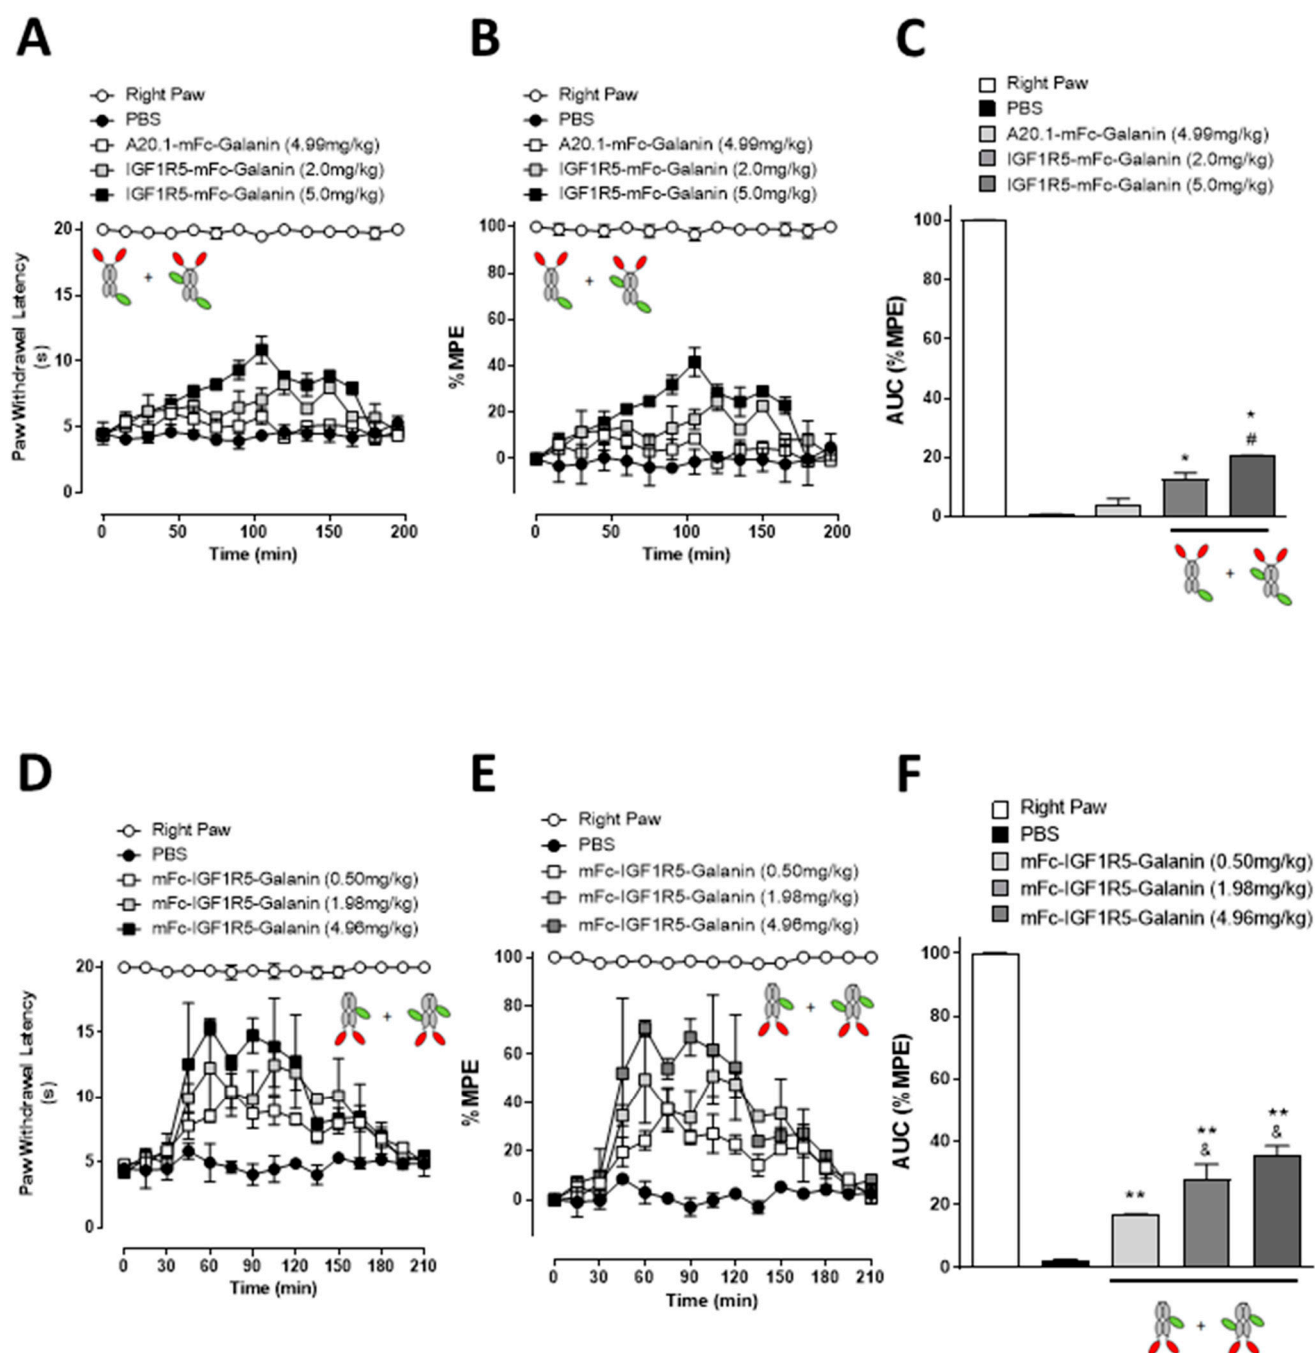 A
Right Paw
PBS
A20.1-mFc-Galanin (4.99mg/kg)
IGF1R5-mFc-Galanin (2.0mg/kg)
IGF1R5-mFc-Galanin (5.0mg/kg)
Paw Withdrawal Latency
(s)
20
15
10
5
0
+
0 50 100 150 200
Time (min)
B
Right Paw
PBS
A20.1-mFc-Galanin (4.99mg/kg)
IGF1R5-mFc-Galanin (2.0mg/kg)
IGF1R5-mFc-Galanin (5.0mg/kg)
% MPE
100
80
60
40
20
0
+
0 50 100 150 200
Time (min)
C
Right Paw
PBS
A20.1-mFc-Galanin (4.99mg/kg)
IGF1R5-mFc-Galanin (2.0mg/kg)
IGF1R5-mFc-Galanin (5.0mg/kg)
AUC (% MPE)
100
80
60
40
20
0
*
*
#
+
D
Right Paw
PBS
mFc-IGF1R5-Galanin (0.50mg/kg)
mFc-IGF1R5-Galanin (1.98mg/kg)
mFc-IGF1R5-Galanin (4.96mg/kg)
Paw Withdrawal Latency
(s)
20
15
10
5
0
+
0 30 60 90 120 150 180 210
Time (min)
E
Right Paw
PBS
mFc-IGF1R5-Galanin (0.50mg/kg)
mFc-IGF1R5-Galanin (1.98mg/kg)
mFc-IGF1R5-Galanin (4.96mg/kg)
% MPE
100
80
60
40
20
0
+
0 30 60 90 120 150 180 210
Time (min)
F
Right Paw
PBS
mFc-IGF1R5-Galanin (0.50mg/kg)
mFc-IGF1R5-Galanin (1.98mg/kg)
mFc-IGF1R5-Galanin (4.96mg/kg)
AUC (% MPE)
100
80
60
40
20
0
**
**
&
**
&
+